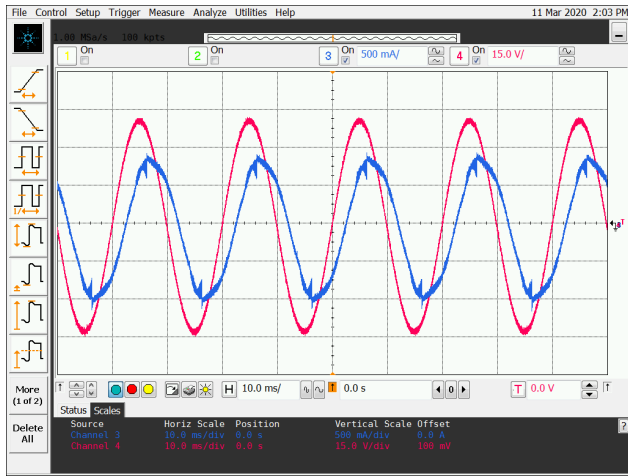 File Control Setup Trigger Measure Analyze Utilities Help 11 Mar 2020 2:03 PM
1.00 MSa/s 100 kpts
1 On 2 On 3 On 500 mA/ 4 On 15.0 V/
1/
T
More
(1 of 2)
Delete
All
H 10.0 ms/ 0.0 s 0 T 0.0 V
Status Scales
Source Horiz Scale Position Vertical Scale Offset
Channel 3 10.0 ms/div 0.0 s 500 mA/div 0.0 A
Channel 4 10.0 ms/div 0.0 s 15.0 V/div 100 mV
?